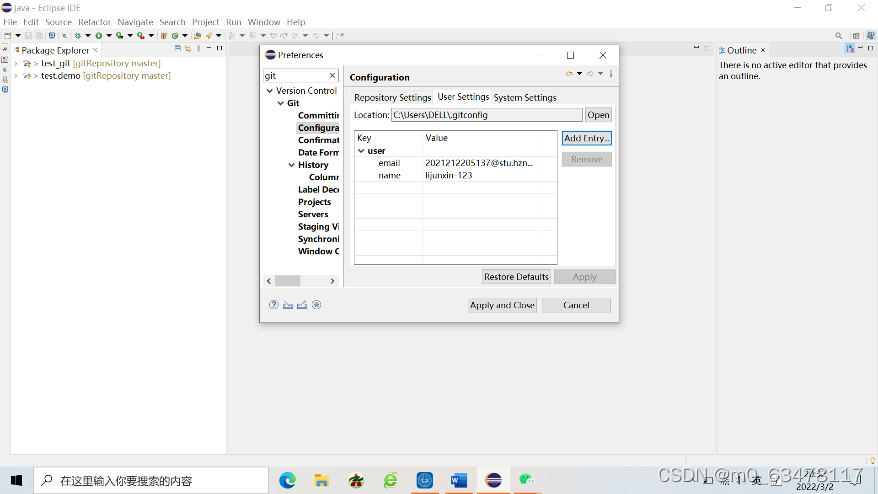 java - Eclipse IDE
File Edit Source Refactor Navigate Search Project Run Window Help
Package Explorer
test_git [gitRepository master]
test.demo [gitRepository master]
Preferences
git
Version Control
Git
Committin
Configura
Confirmat
Date Form
History
Column
Label Deco
Projects
Servers
Staging Vi
Synchroni
Window C
Configuration
Repository Settings User Settings System Settings
Location: C:\Users\DELL\.gitconfig Open
Key Value
user
email 2021212205137@stu.hzn...
name lijunxin-123
Add Entry...
Remove
Restore Defaults Apply
Apply and Close Cancel
Outline
There is no active editor that provides
an outline.
在这里输入你要搜索的内容
英
2022/3/2
CSDN @m0_63478117